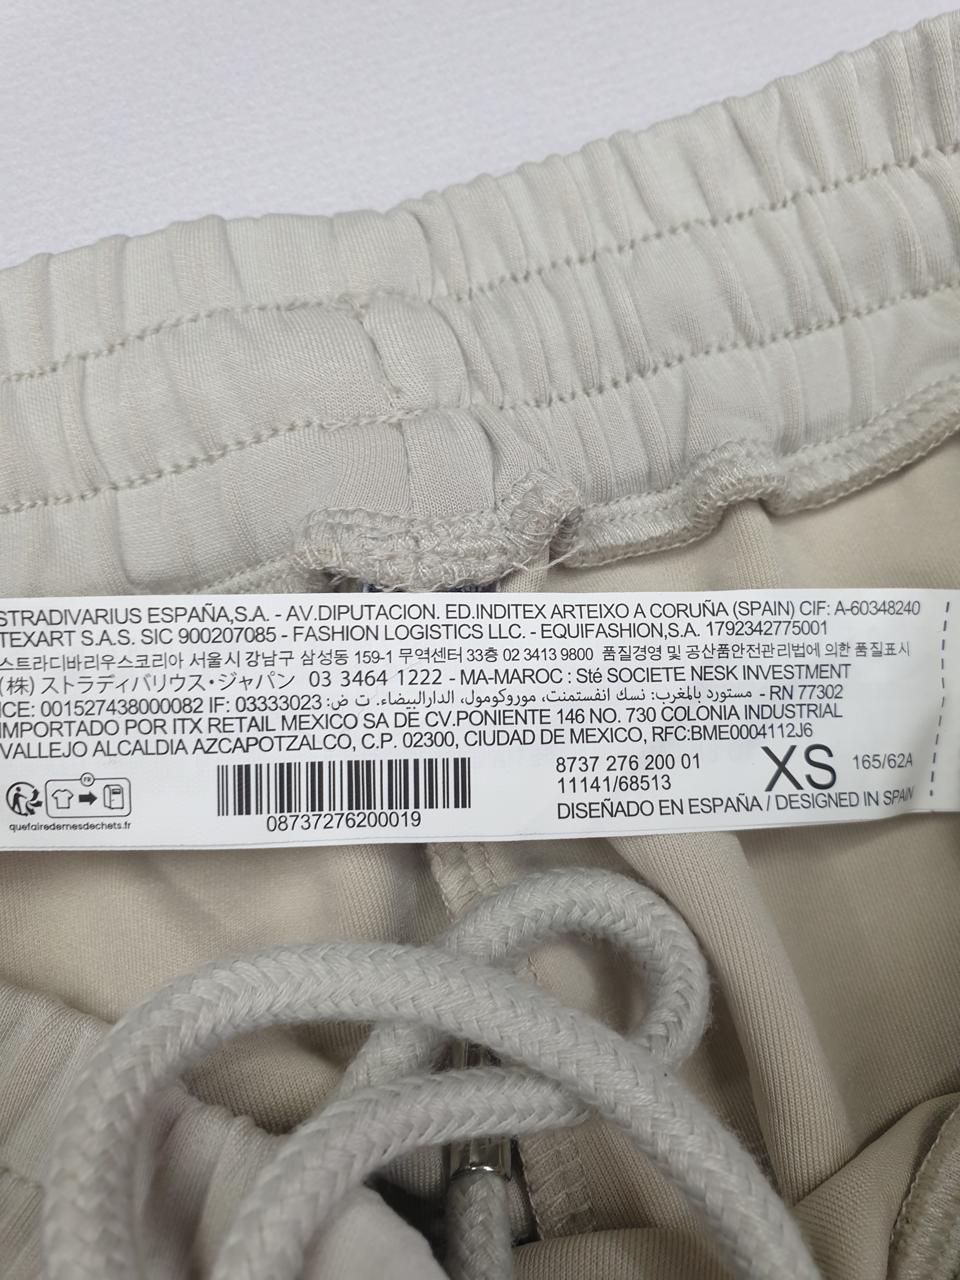 STRADIVARIUS ESPAÑA,S.A. - AV.DIPUTACION. ED.INDITEX ARTEIXO A CORUÑA (SPAIN) CIF: A-60348240
TEXART S.A.S. SIC 900207085 - FASHION LOGISTICS LLC. - EQUIFASHION,S.A. 1792342775001
스트라디바리우스코리아 서울시 강남구 삼성동 159-1 무역센터 33층 02 3413 9800 품질경영 및 공산품안전관리법에 의한 품질표시
(株) ストラディバリウス・ジャパン 03 3464 1222 - MA-MAROC : Sté SOCIETE NESK INVESTMENT
ICE: 001527438000082 IF: 03333023 مستورد بالمغرب: نسك انفستمنت، موروكومول، الدارالبيضاء. ت ض: - RN 77302
IMPORTADO POR ITX RETAIL MEXICO SA DE CV.PONIENTE 146 NO. 730 COLONIA INDUSTRIAL
VALLEJO ALCALDIA AZCAPOTZALCO, C.P. 02300, CIUDAD DE MEXICO, RFC:BME0004112J6
FR
quefairedemesdechets.fr
08737276200019
8737 276 200 01
11141/68513
XS 165/62A
DISEÑADO EN ESPAÑA / DESIGNED IN SPAIN